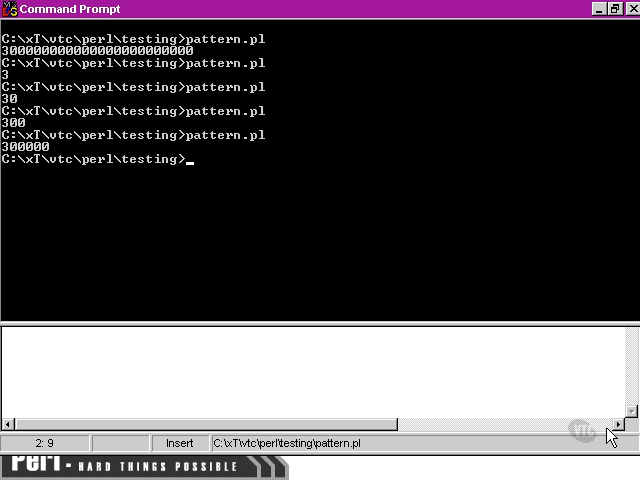 Command Prompt
C:\xT\vtc\perl\testing>pattern.pl
300000000000000000000000
C:\xT\vtc\perl\testing>pattern.pl
3
C:\xT\vtc\perl\testing>pattern.pl
30
C:\xT\vtc\perl\testing>pattern.pl
300
C:\xT\vtc\perl\testing>pattern.pl
300000
C:\xT\vtc\perl\testing>
VTC
2: 9 Insert C:\xT\vtc\perl\testing\pattern.pl
Perl - HARD THINGS POSSIBLE